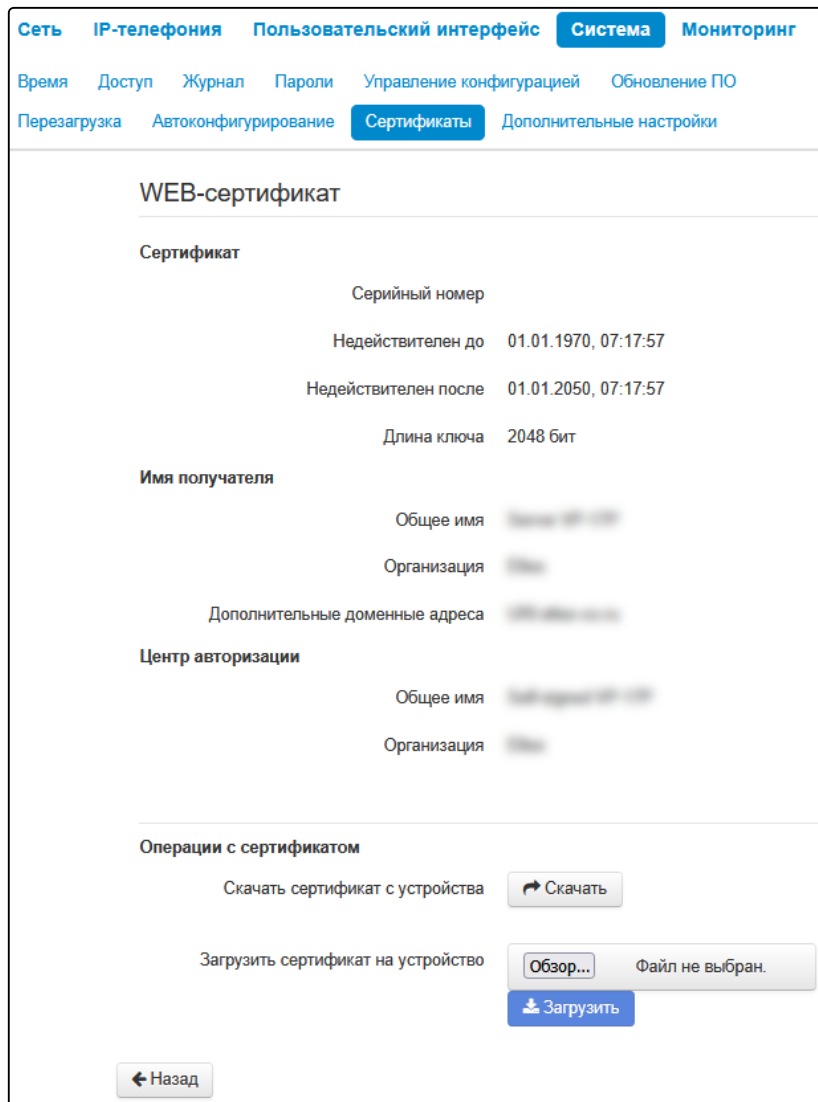 Сеть IP-телефония Пользовательский интерфейс Система Мониторинг
Время Доступ Журнал Пароли Управление конфигурацией Обновление ПО
Перезагрузка Автоконфигурирование Сертификаты Дополнительные настройки
WEB-сертификат
Сертификат
Серийный номер
Недействителен до 01.01.1970, 07:17:57
Недействителен после 01.01.2050, 07:17:57
Длина ключа 2048 бит
Имя получателя
Общее имя
Организация
Дополнительные доменные адреса
Центр авторизации
Общее имя
Организация
Операции с сертификатом
Скачать сертификат с устройства Скачать
Загрузить сертификат на устройство Обзор... Файл не выбран.
Загрузить
Назад